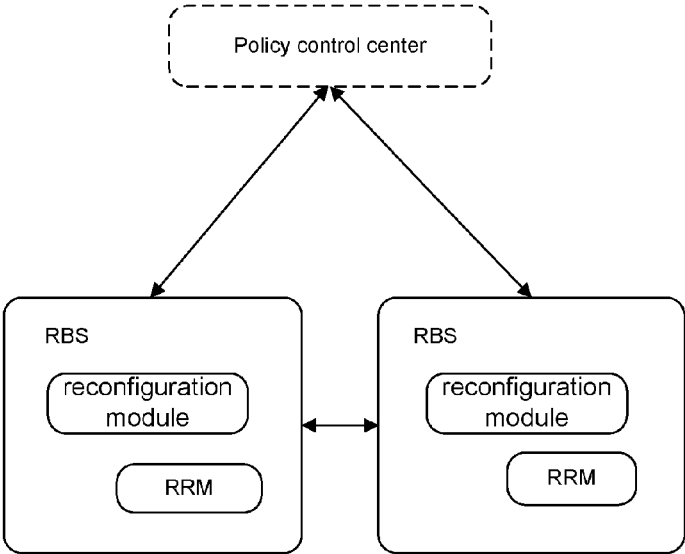 Policy control center
RBS
reconfiguration
module
RRM
RBS
reconfiguration
module
RRM